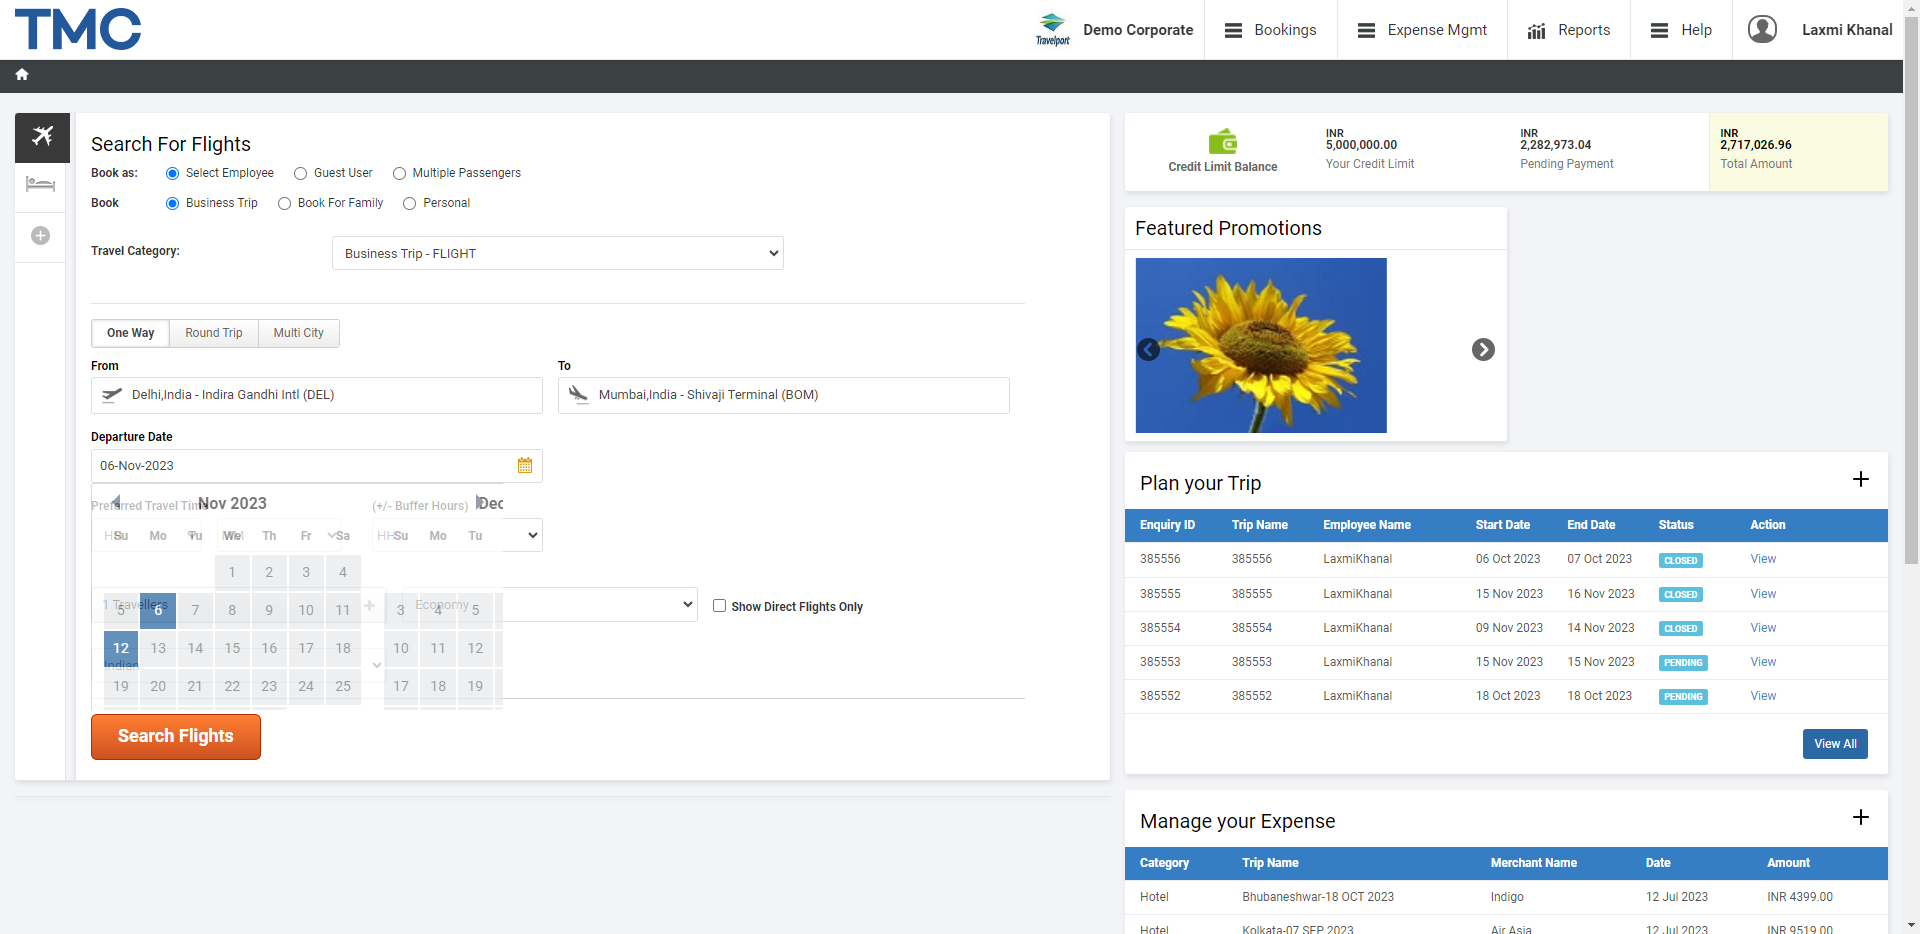 TMC
Travelport
Demo Corporate
Bookings
Expense Mgmt
Reports
Help
Laxmi Khanal
Search For Flights
Book as: Select Employee Guest User Multiple Passengers
Book Business Trip Book For Family Personal
Travel Category: Business Trip - FLIGHT
One Way Round Trip Multi City
From To
Delhi,India - Indira Gandhi Intl (DEL) Mumbai,India - Shivaji Terminal (BOM)
Departure Date
06-Nov-2023
Preferred Travel Time (+/- Buffer Hours)
Nov 2023 Dec
Su Mo Tu We Th Fr Sa Su Mo Tu
1 2 3 4
1 Travellers Economy Show Direct Flights Only
5 6 7 8 9 10 11 3 4 5
12 13 14 15 16 17 18 10 11 12
Indian
19 20 21 22 23 24 25 17 18 19
Search Flights
Credit Limit Balance
INR
5,000,000.00
Your Credit Limit
INR
2,282,973.04
Pending Payment
INR
2,717,026.96
Total Amount
Featured Promotions
Plan your Trip
Enquiry ID Trip Name Employee Name Start Date End Date Status Action
385556 385556 LaxmiKhanal 06 Oct 2023 07 Oct 2023 CLOSED View
385555 385555 LaxmiKhanal 15 Nov 2023 16 Nov 2023 CLOSED View
385554 385554 LaxmiKhanal 09 Nov 2023 14 Nov 2023 CLOSED View
385553 385553 LaxmiKhanal 15 Nov 2023 15 Nov 2023 PENDING View
385552 385552 LaxmiKhanal 18 Oct 2023 18 Oct 2023 PENDING View
View All
Manage your Expense
Category Trip Name Merchant Name Date Amount
Hotel Bhubaneshwar-18 OCT 2023 Indigo 12 Jul 2023 INR 4399.00
Hotel Kolkata-07 SEP 2023 Air Asia 12 Jul 2023 INR 9519.00